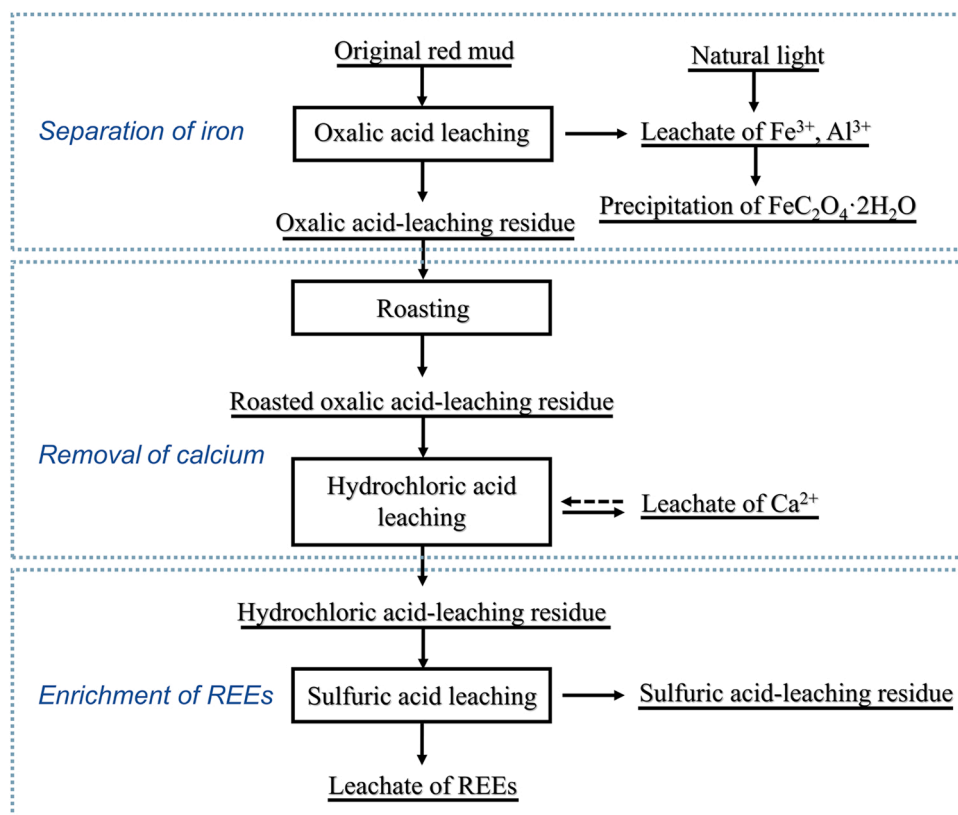 Original red mud
Natural light
Separation of iron
Oxalic acid leaching
Leachate of Fe³⁺, Al³⁺
Precipitation of FeC₂O₄·2H₂O
Oxalic acid-leaching residue
Roasting
Roasted oxalic acid-leaching residue
Removal of calcium
Hydrochloric acid
leaching
Leachate of Ca²⁺
Hydrochloric acid-leaching residue
Enrichment of REEs
Sulfuric acid leaching
Sulfuric acid-leaching residue
Leachate of REEs